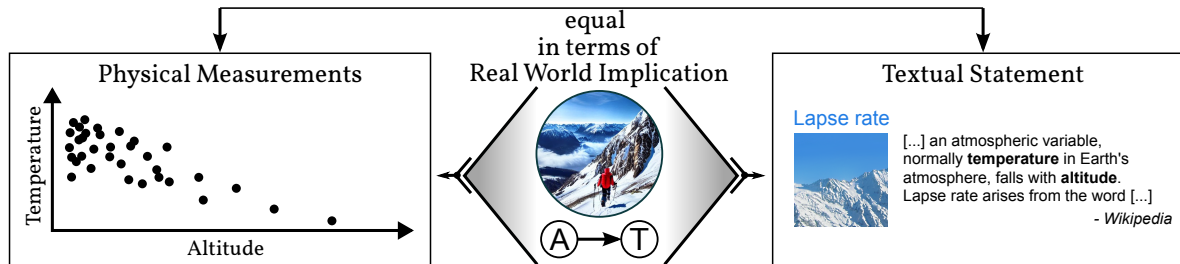 equal
in terms of
Real World Implication
Physical Measurements
Temperature
Altitude
A
T
Textual Statement
Lapse rate
[...] an atmospheric variable,
normally temperature in Earth's
atmosphere, falls with altitude.
Lapse rate arises from the word [...]
- Wikipedia